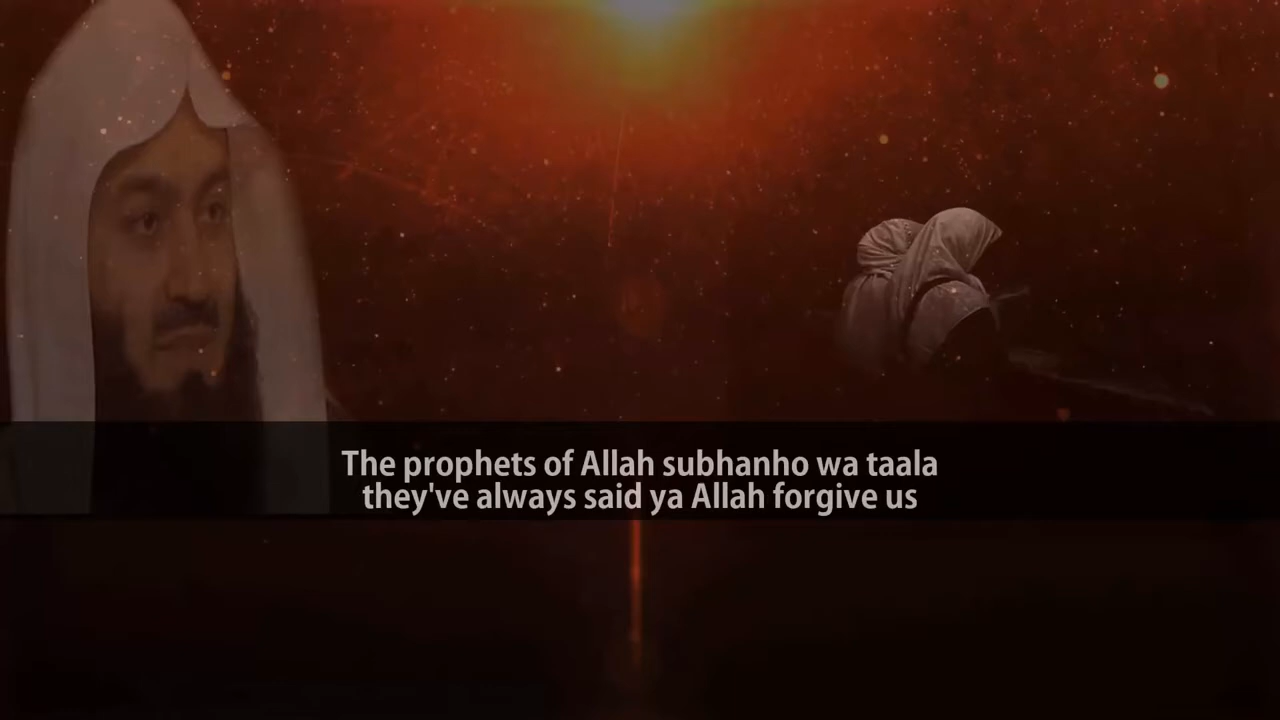 The prophets of Allah subhanho wa taala
they've always said ya Allah forgive us